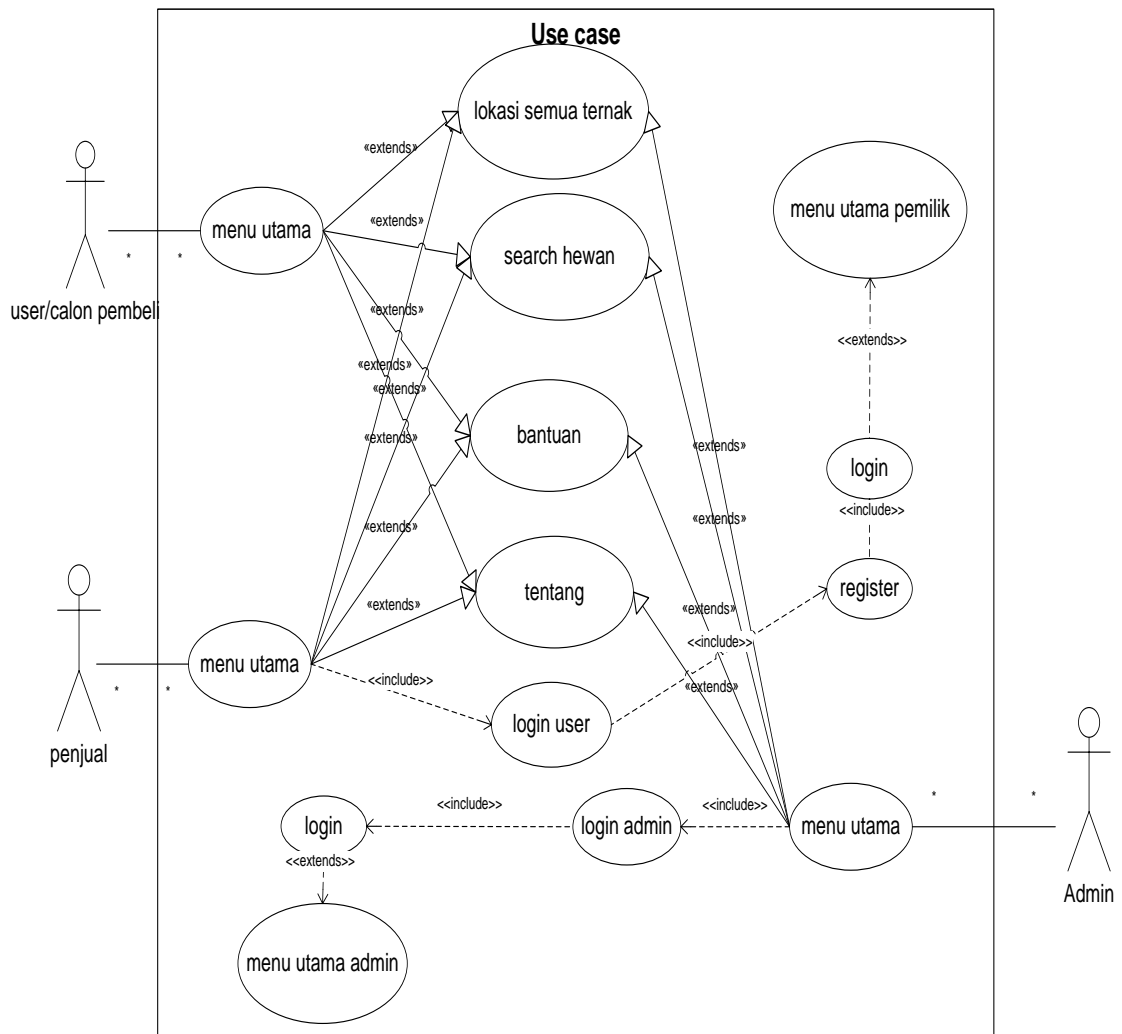 Use case
lokasi semua ternak
«extends»
menu utama pemilik
menu utama
«extends»
search hewan
* *
user/calon pembeli
«extends»
<<extends>>
«extends»
«extends»
«extends»
bantuan
«extends»
login
<<include>>
«extends»
«extends»
tentang
register
«extends»
«extends»
<<include>>
menu utama
<<include>>
«extends»
* *
login user
penjual
* *
<<include>>
<<include>>
login
login admin
menu utama
<<extends>>
Admin
menu utama admin